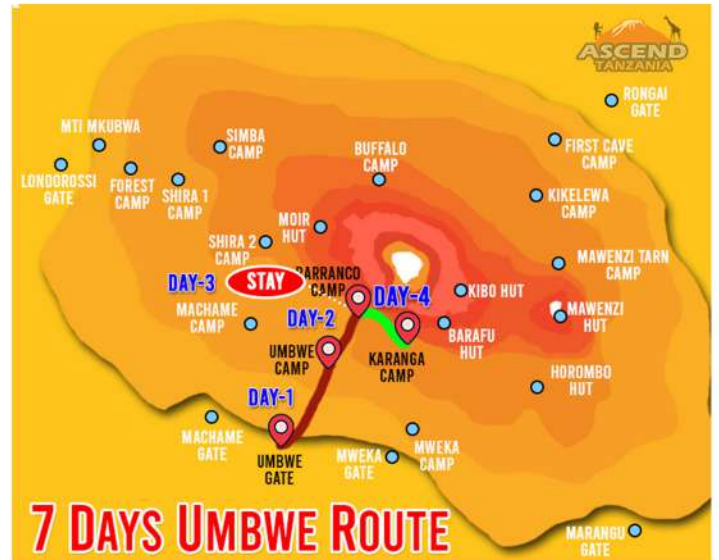 ASCEND
TANZANIA
RONGAI
GATE
MTI MKUBWA
SIMBA
CAMP
BUFFALO
CAMP
FIRST CAVE
CAMP
LONDOROSSI
GATE
FOREST
CAMP
SHIRA 1
CAMP
KIKELEWA
CAMP
MOIR
HUT
SHIRA 2
CAMP
MAWENZI TARN
CAMP
DAY-3
STAY
BARRANCO
CAMP
DAY-4
KIBO HUT
MACHAME
CAMP
DAY-2
UMBWE
CAMP
KARANGA
CAMP
BARAFU
HUT
MAWENZI
HUT
HOROMBO
HUT
DAY-1
MACHAME
GATE
UMBWE
GATE
MWEKA
GATE
MWEKA
CAMP
MARANGU
GATE
7 DAYS UMBWE ROUTE